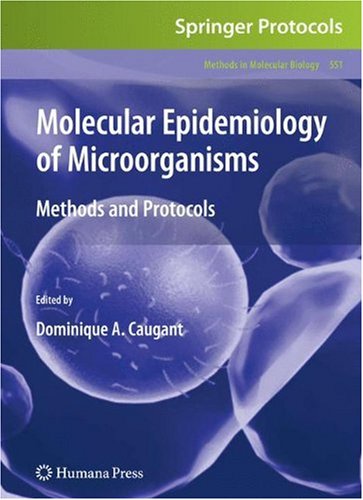 Springer Protocols
Methods in Molecular Biology 551
Molecular Epidemiology
of Microorganisms
Methods and Protocols
Edited by
Dominique A. Caugant
Humana Press